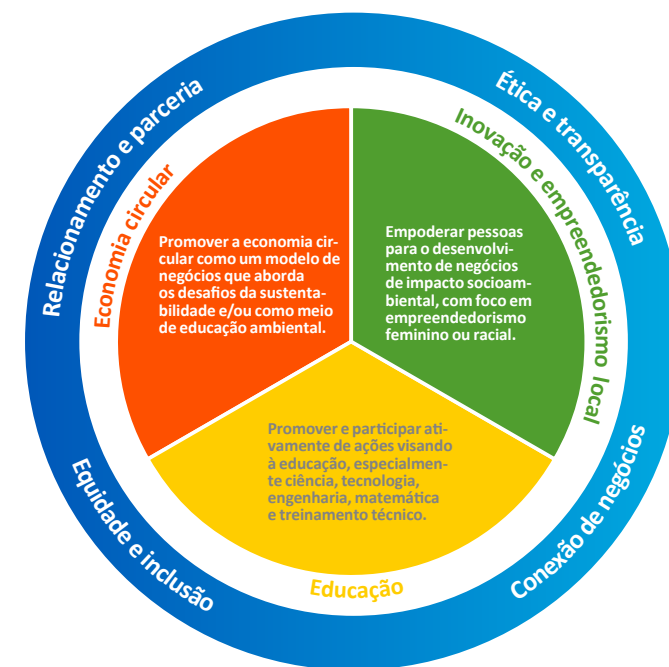 Relacionamento e parceria
Ética e transparência
Economia circular
Inovação e empreendedorismo local
Promover a economia cir-
cular como um modelo de
negócios que aborda
os desafios da sustenta-
bilidade e/ou como meio
de educação ambiental.
Empoderar pessoas
para o desenvolvi-
mento de negócios
de impacto socioam-
biental, com foco em
empreendedorismo
feminino ou racial.
Promover e participar ati-
vamente de ações visando
à educação, especialmen-
te ciência, tecnologia,
engenharia, matemática
e treinamento técnico.
Educação
Equidade e inclusão
Conexão de negócios